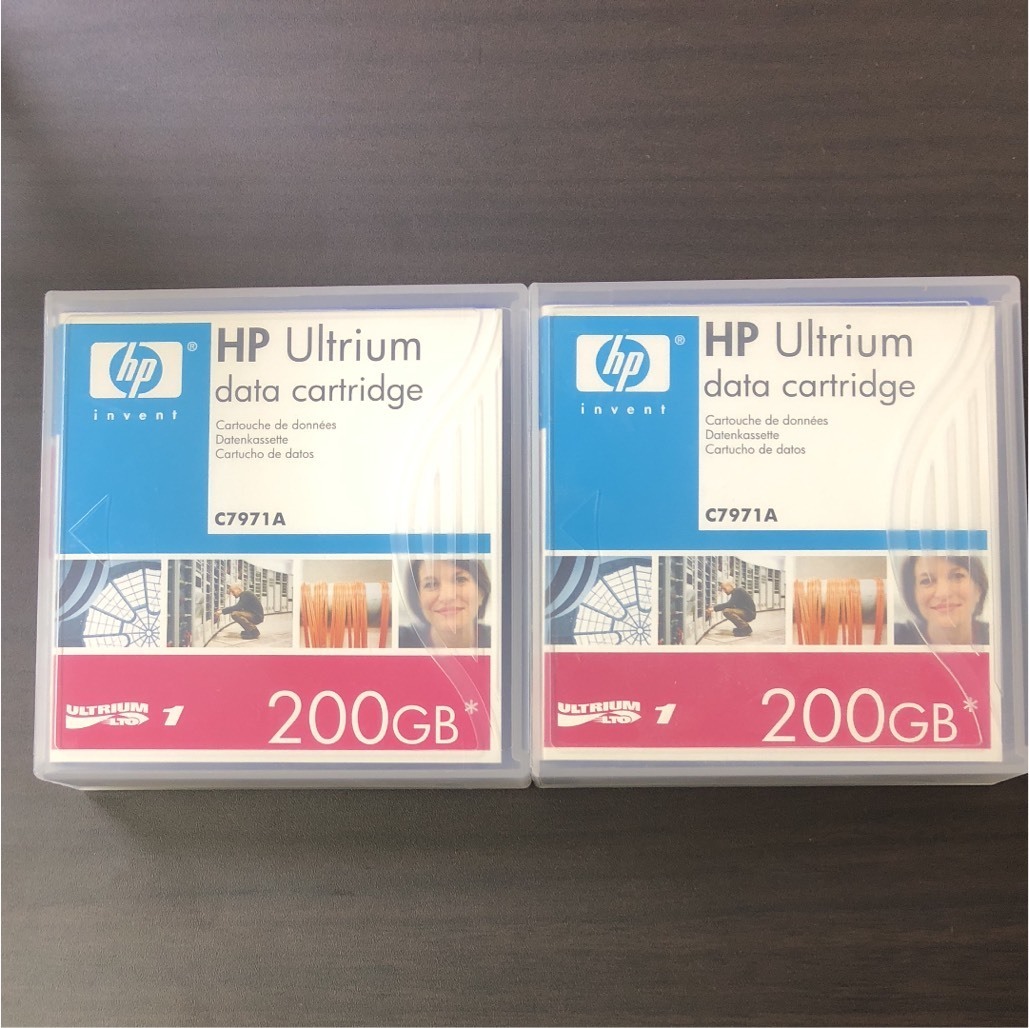 hp®
invent
HP Ultrium
data cartridge
Cartouche de données
Datenkassette
Cartucho de datos
C7971A
ULTRIUM
LTO
1
200GB*
hp®
invent
HP Ultrium
data cartridge
Cartouche de données
Datenkassette
Cartucho de datos
C7971A
ULTRIUM
LTO
1
200GB*